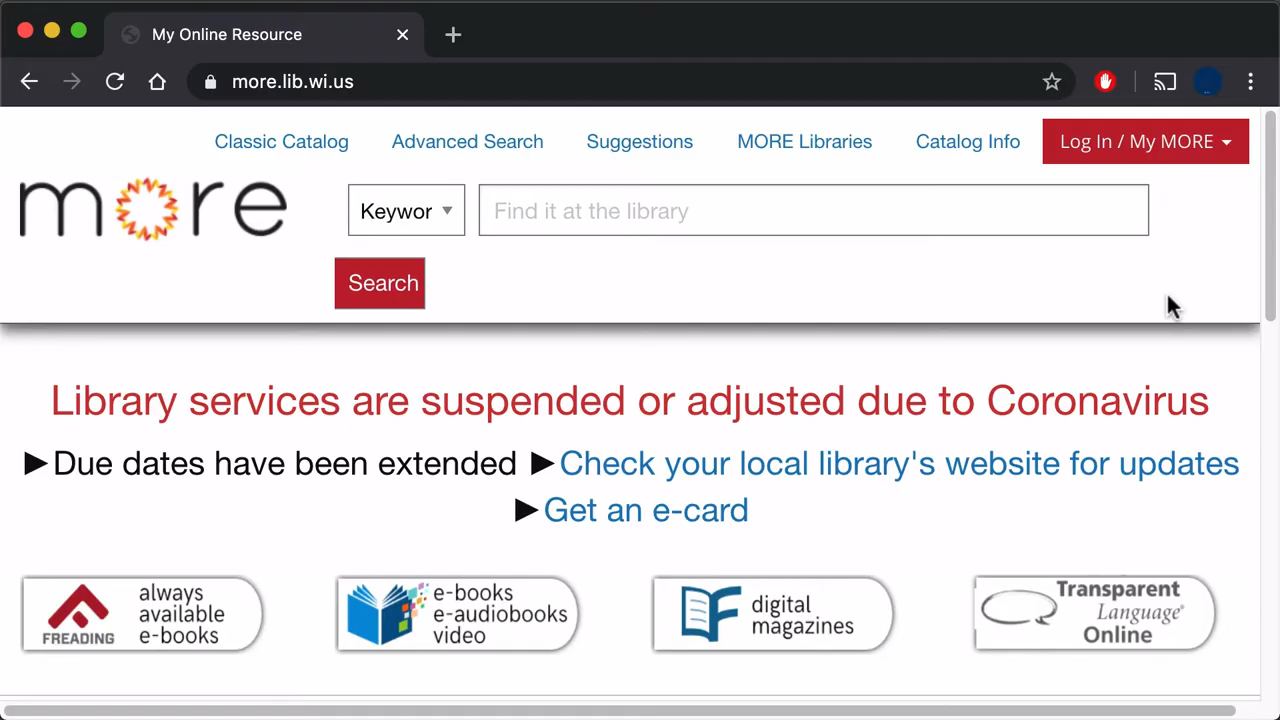 My Online Resource
more.lib.wi.us
Classic Catalog Advanced Search Suggestions MORE Libraries Catalog Info Log In / My MORE
more
Keywor Find it at the library
Search
Library services are suspended or adjusted due to Coronavirus
►Due dates have been extended ►Check your local library's website for updates
►Get an e-card
FREADING
always
available
e-books
e-books
e-audiobooks
video
digital
magazines
Transparent
Language®
Online